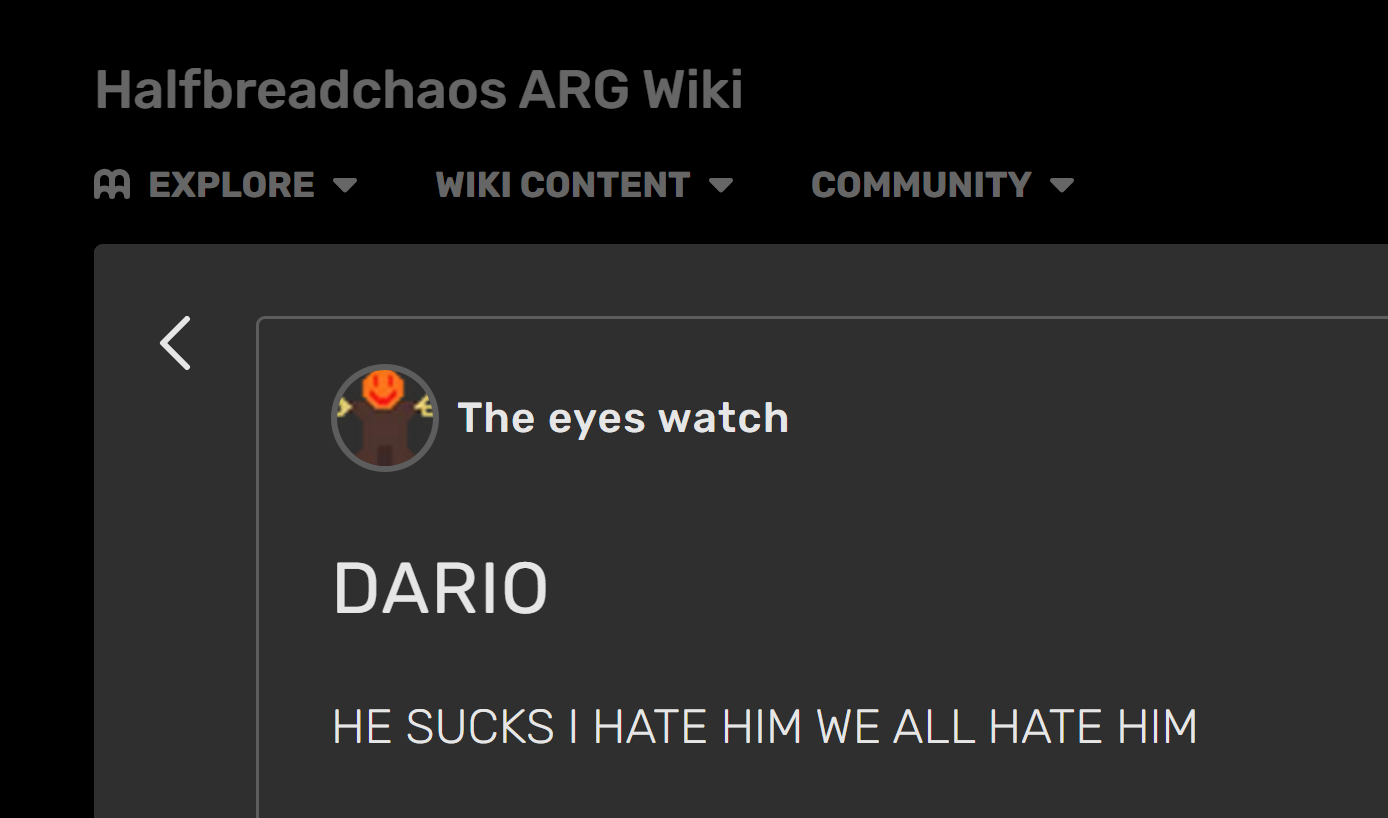 Halfbreadchaos ARG Wiki
EXPLORE WIKI CONTENT COMMUNITY
The eyes watch
DARIO
HE SUCKS I HATE HIM WE ALL HATE HIM